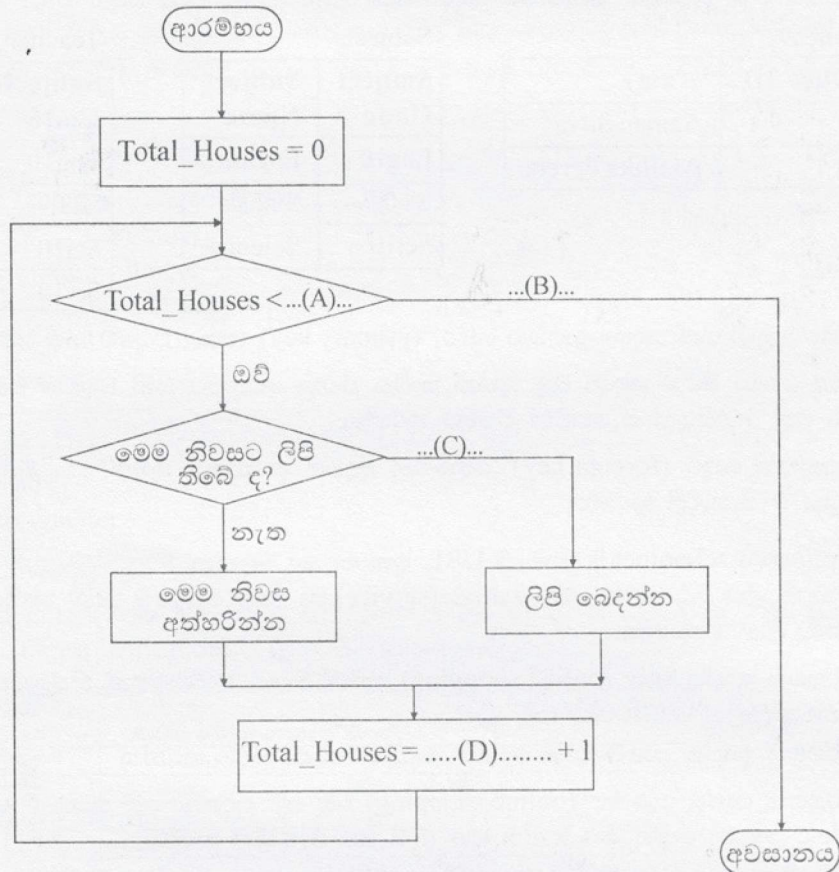 ආරම්භය
Total_Houses = 0
Total_Houses < ...(A)...
...(B)...
ඔව්
මෙම නිවසට ලිපි
තිබේ ද?
...(C)...
නැත
මෙම නිවස
අත්හරින්න
ලිපි බෙදන්න
Total_Houses = .....(D)........ + 1
අවසානය